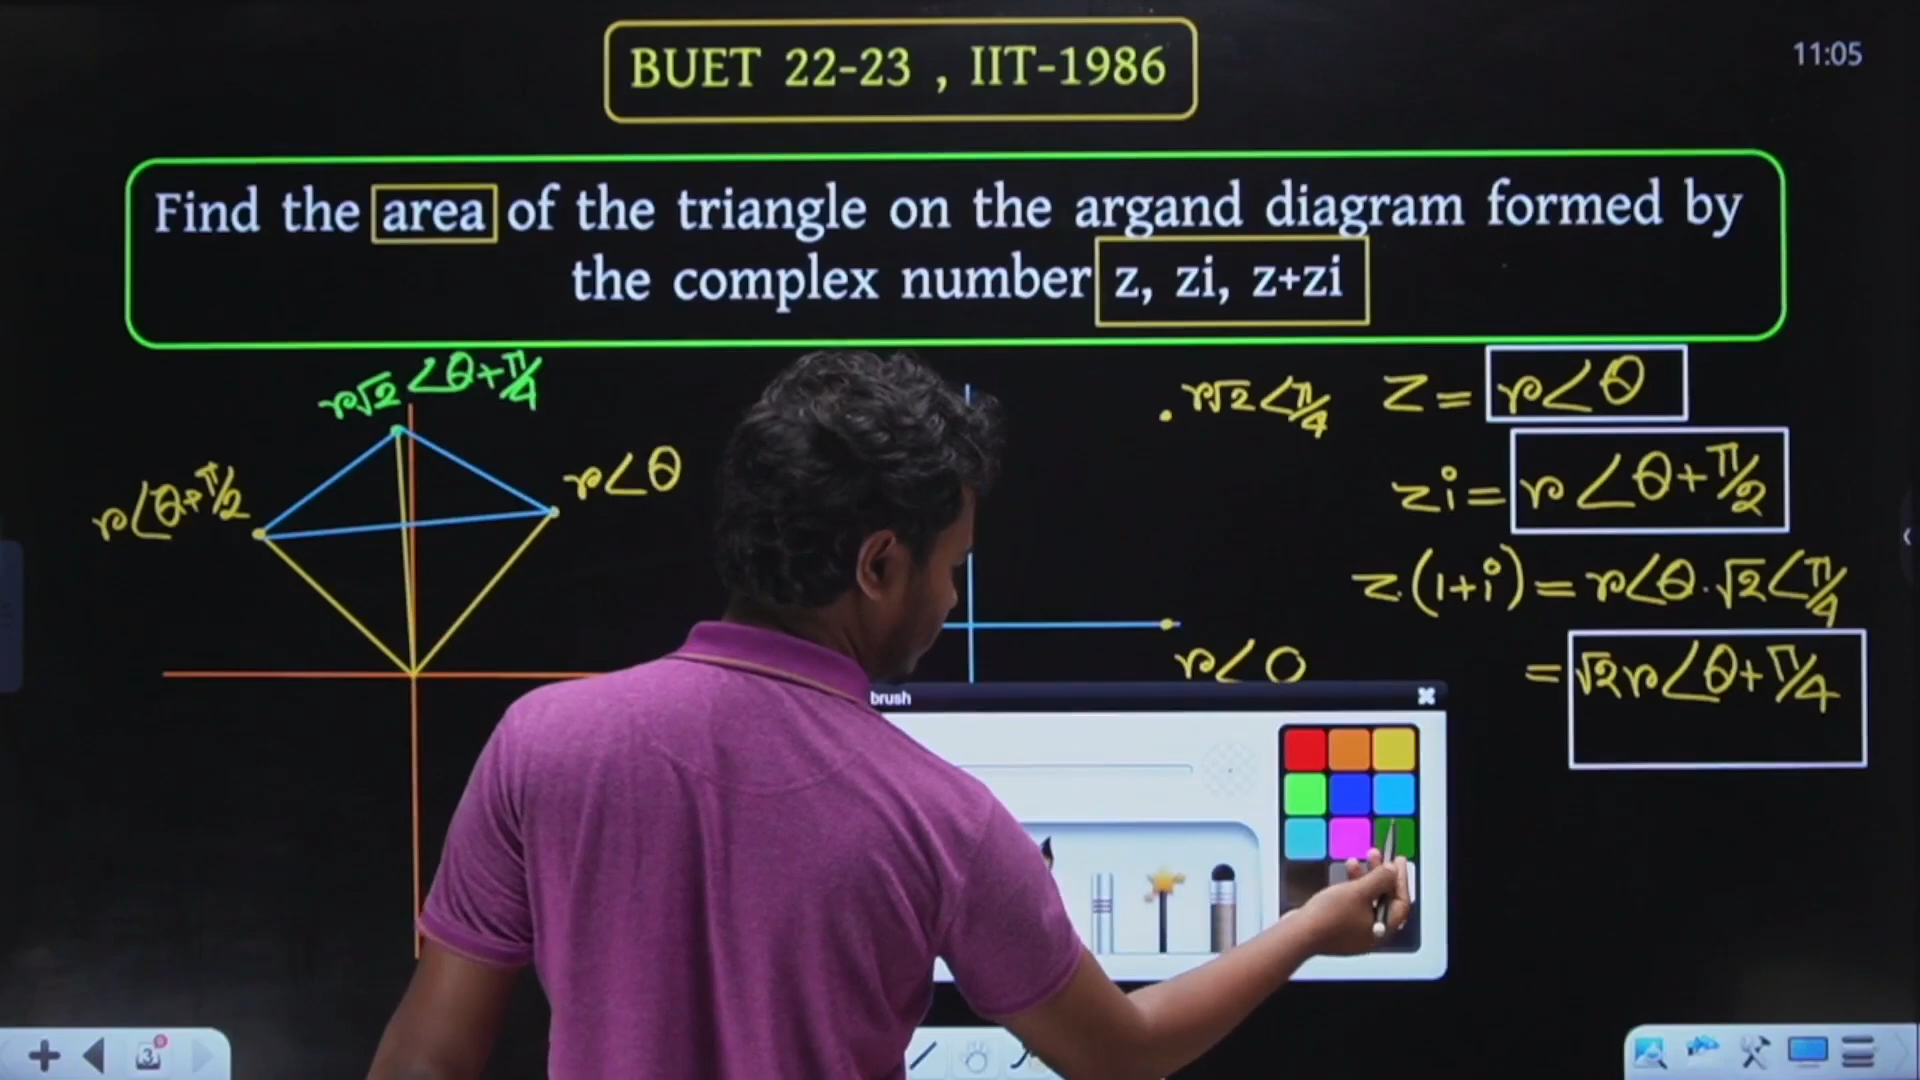 BUET 22-23 , IIT-1986
11:05
Find the area of the triangle on the argand diagram formed by
the complex number z, zi, z+zi
r√2 ∠θ+π/4
r∠θ+π/2
r∠θ
r√2∠π/4
r∠0
z = r∠θ
zi = r∠θ+π/2
z.(1+i) = r∠θ.√2∠π/4
= √2r∠θ+π/4
brush
3